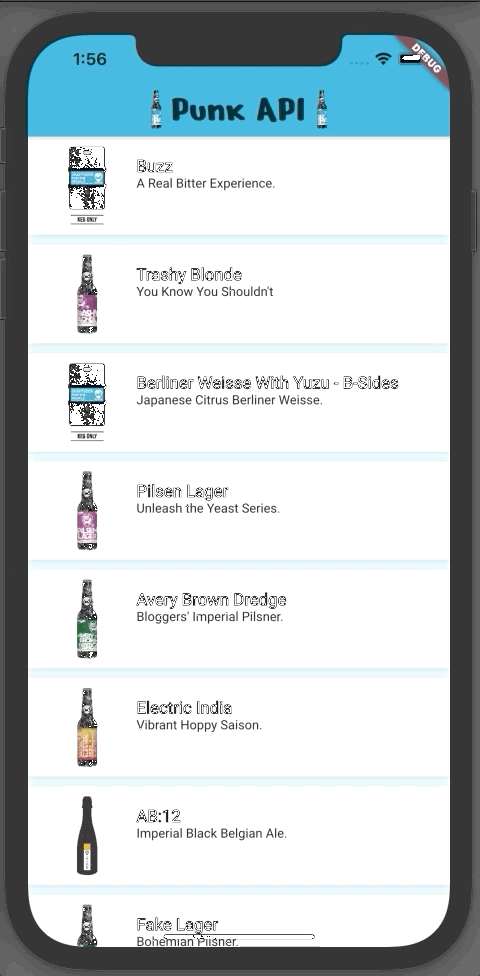 1:56
DEBUG
Punk API
Buzz
A Real Bitter Experience.
KEG ONLY
Trashy Blonde
You Know You Shouldn't
Berliner Weisse With Yuzu - B-Sides
Japanese Citrus Berliner Weisse.
KEG ONLY
Pilsen Lager
Unleash the Yeast Series.
PILSEN
LAGER
Avery Brown Dredge
Bloggers' Imperial Pilsner.
Electric India
Vibrant Hoppy Saison.
AB:12
Imperial Black Belgian Ale.
Fake Lager
Bohemian Pilsner.